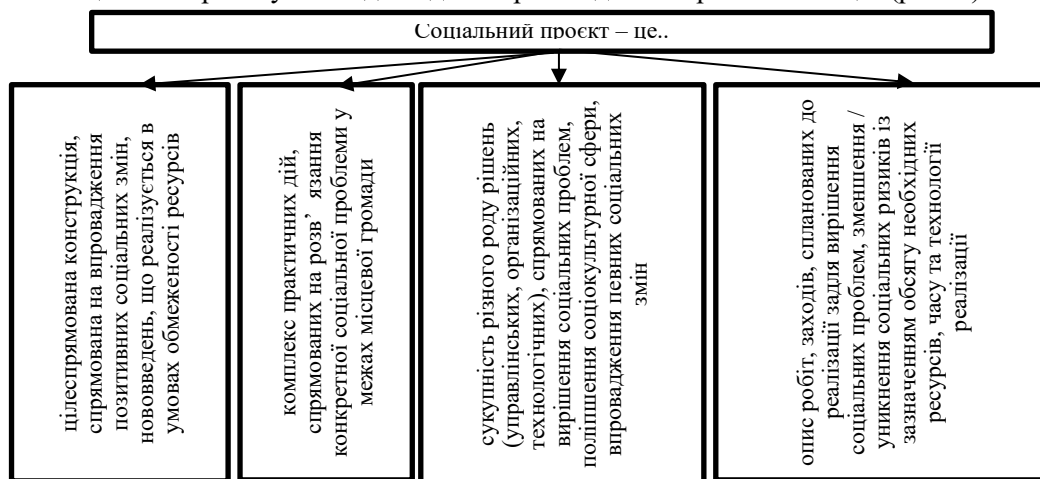 Соціальний проєкт – це..
цілеспрямована конструкція,
спрямована на впровадження
позитивних соціальних змін,
нововведень, що реалізується в
умовах обмеженості ресурсів
комплекс практичних дій,
спрямованих на розв’ язання
конкретної соціальної проблеми у
межах місцевої громади
сукупність різного роду рішень
(управлінських, організаційних,
технологічних), спрямованих на
вирішення соціальних проблем,
поліпшення соціокультурної сфери,
впровадження певних соціальних
змін
опис робіт, заходів, спланованих до
реалізації задля вирішення
соціальних проблем, зменшення /
уникнення соціальних ризиків із
зазначенням обсягу необхідних
ресурсів, часу та технології
реалізації